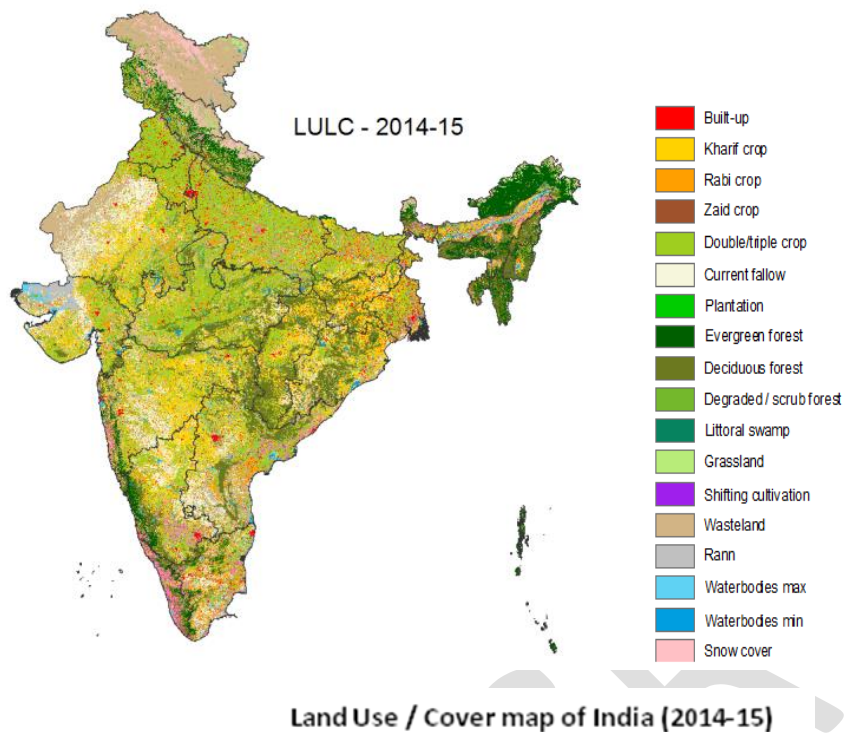 LULC - 2014-15
Built-up
Kharif crop
Rabi crop
Zaid crop
Double/triple crop
Current fallow
Plantation
Evergreen forest
Deciduous forest
Degraded / scrub forest
Littoral swamp
Grassland
Shifting cultivation
Wasteland
Rann
Waterbodies max
Waterbodies min
Snow cover
Land Use / Cover map of India (2014-15)